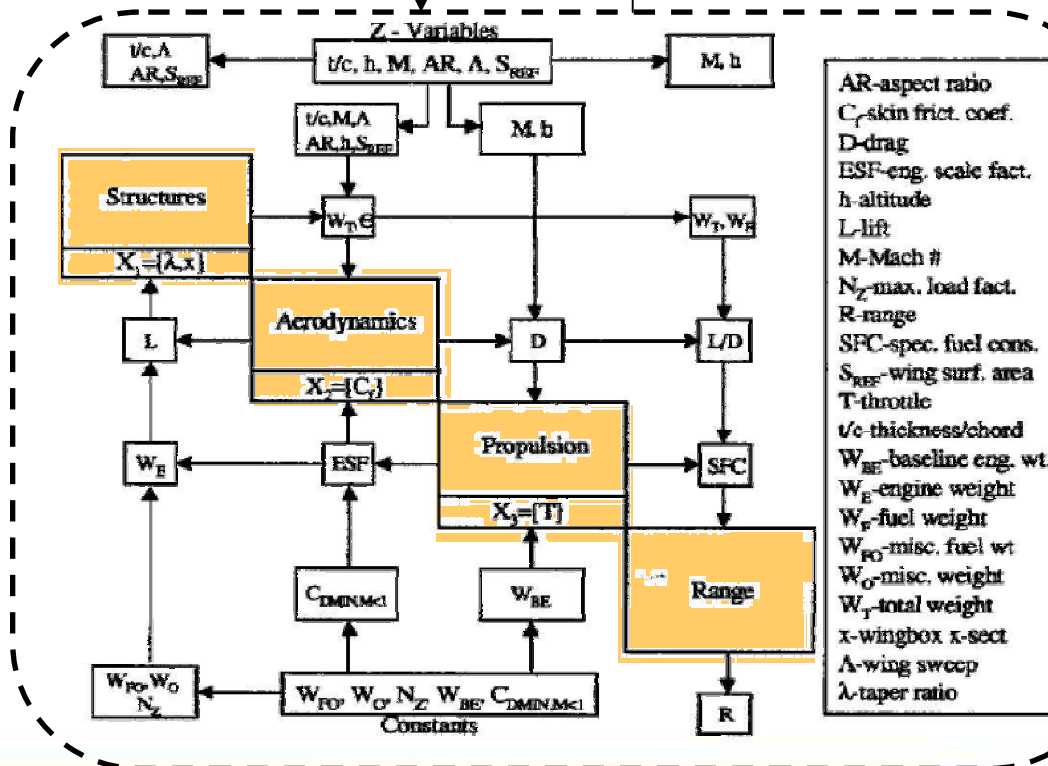 Z - Variables
t/c,Λ
AR,S_REF
t/c, h, M, AR, Λ, S_REF
M, h
t/c,M,Λ
AR,h,S_REF
M, h
Structures
X₁={λ,x}
W_T,Θ
W_T, W_F
L
Aerodynamics
X₂={C_f}
D
L/D
W_E
ESF
Propulsion
X₃={T}
SFC
C_DMIN,M<1
W_BE
Range
W_FO, W_O
N_Z
W_FO, W_O, N_Z, W_BE, C_DMIN,M<1
Constants
R
AR-aspect ratio
C_f-skin frict. coef.
D-drag
ESF-eng. scale fact.
h-altitude
L-lift
M-Mach #
N_Z-max. load fact.
R-range
SFC-spec. fuel cons.
S_REF-wing surf. area
T-throttle
t/c-thickness/chord
W_BE-baseline eng. wt.
W_E-engine weight
W_F-fuel weight
W_FO-misc. fuel wt
W_O-misc. weight
W_T-total weight
x-wingbox x-sect
Λ-wing sweep
λ-taper ratio